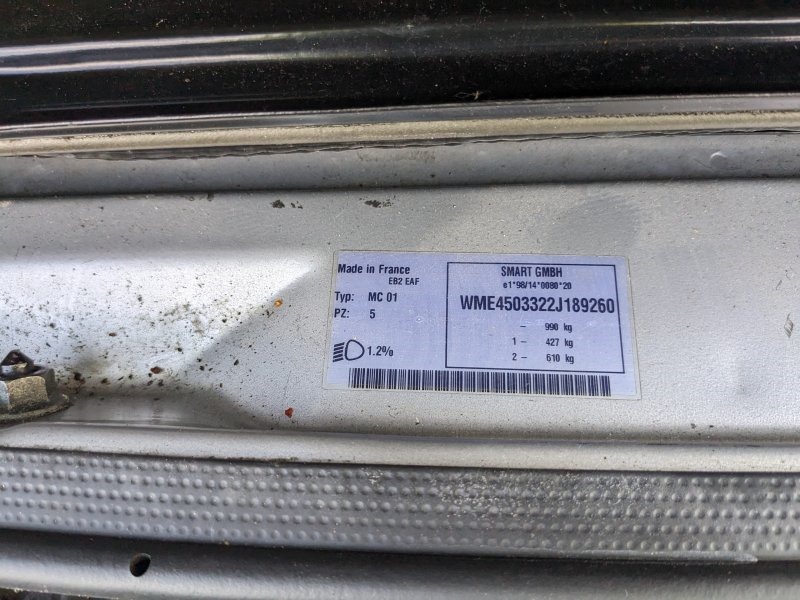 Made in France
EB2 EAF
Typ: MC 01
PZ: 5
1.2%
SMART GMBH
e1*98/14*0080*20
WME4503322J189260
– 990 kg
1 – 427 kg
2 – 610 kg